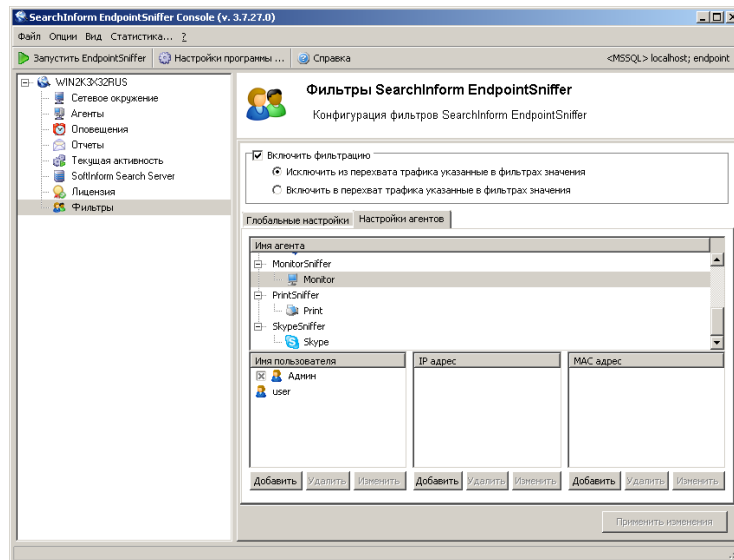 SearchInform EndpointSniffer Console (v. 3.7.27.0)
Файл Опции Вид Статистика... ?
Запустить EndpointSniffer Настройки программы ... Справка <MSSQL> localhost; endpoint
WIN2K3X32RUS
Сетевое окружение
Агенты
Оповещения
Отчеты
Текущая активность
SoftInform Search Server
Лицензия
Фильтры
Фильтры SearchInform EndpointSniffer
Конфигурация фильтров SearchInform EndpointSniffer
Включить фильтрацию
Исключить из перехвата трафика указанные в фильтрах значения
Включить в перехват трафика указанные в фильтрах значения
Глобальные настройки Настройки агентов
Имя агента
MonitorSniffer
Monitor
PrintSniffer
Print
SkypeSniffer
Skype
Имя пользователя IP адрес MAC адрес
Админ
user
Добавить Удалить Изменить Добавить Удалить Изменить Добавить Удалить Изменить
Применить изменения